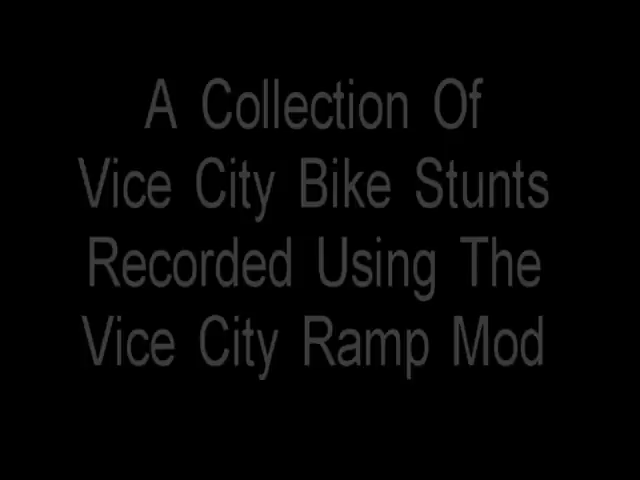 A Collection Of
Vice City Bike Stunts
Recorded Using The
Vice City Ramp Mod